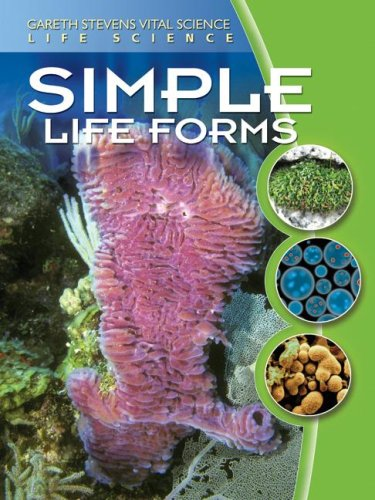 GARETH STEVENS VITAL SCIENCE
LIFE SCIENCE
SIMPLE
LIFE FORMS